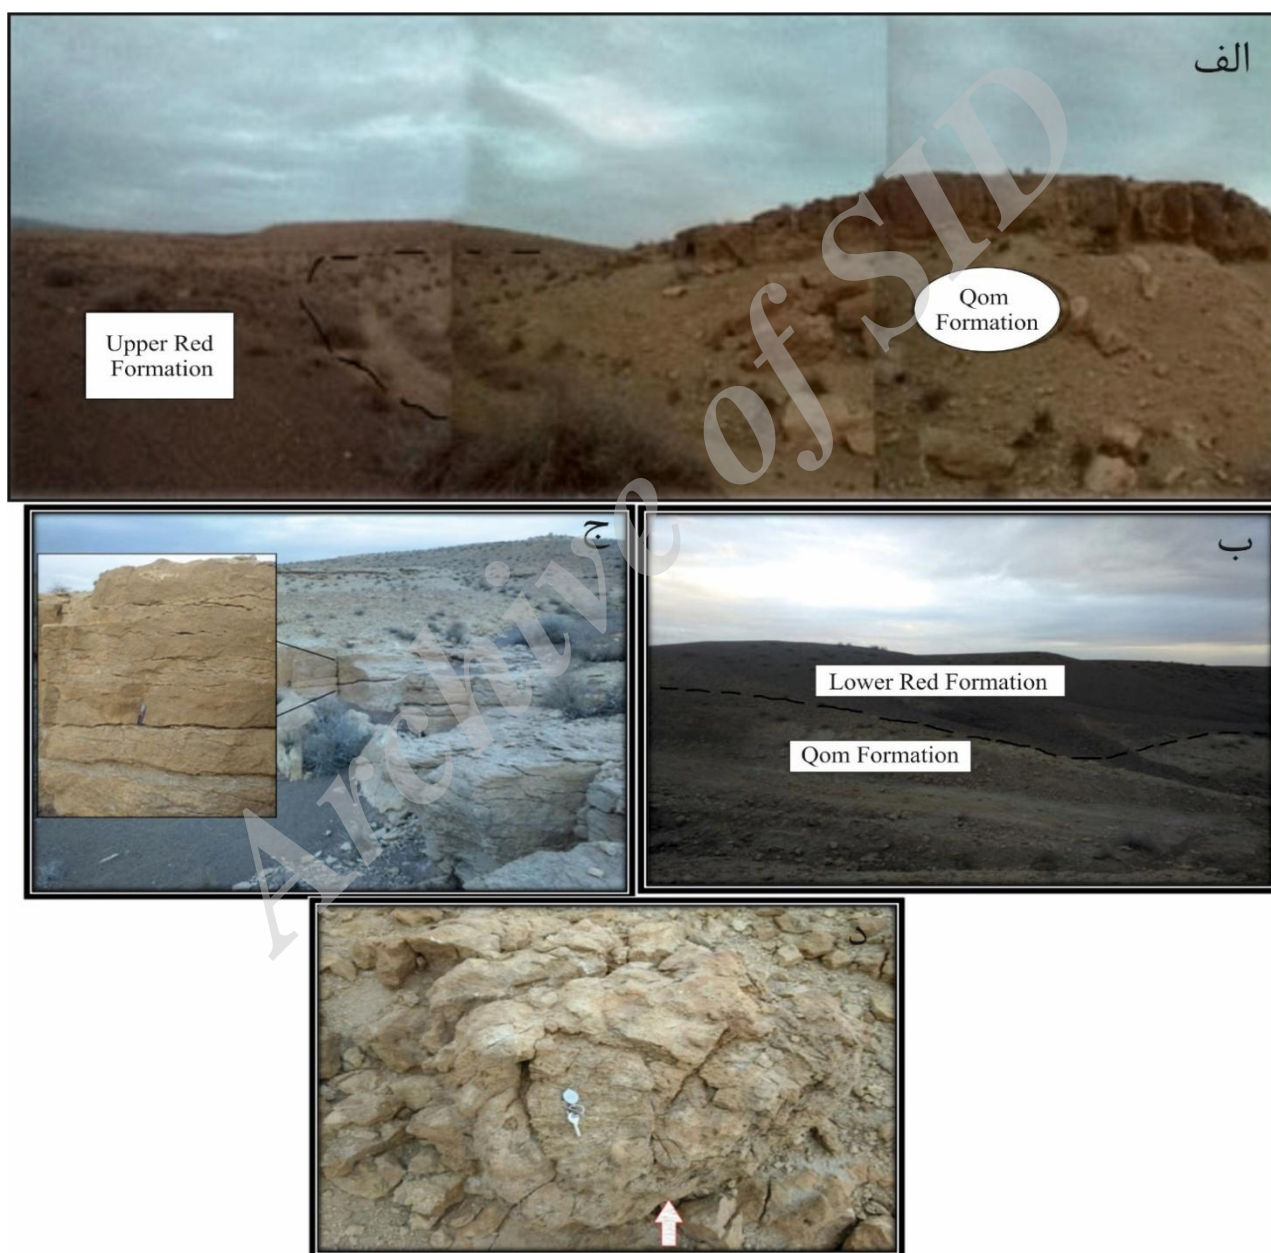 الف
Upper Red
Formation
Qom
Formation
ج
ب
Lower Red Formation
Qom Formation
د
Archive of SID